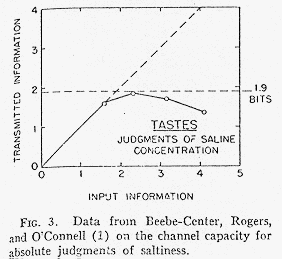 4
3
2
1
0
TRANSMITTED INFORMATION
1.9
BITS
TASTES
JUDGMENTS OF SALINE
CONCENTRATION
0 1 2 3 4 5
INPUT INFORMATION
FIG. 3. Data from Beebe-Center, Rogers,
and O'Connell (1) on the channel capacity for
absolute judgments of saltiness.